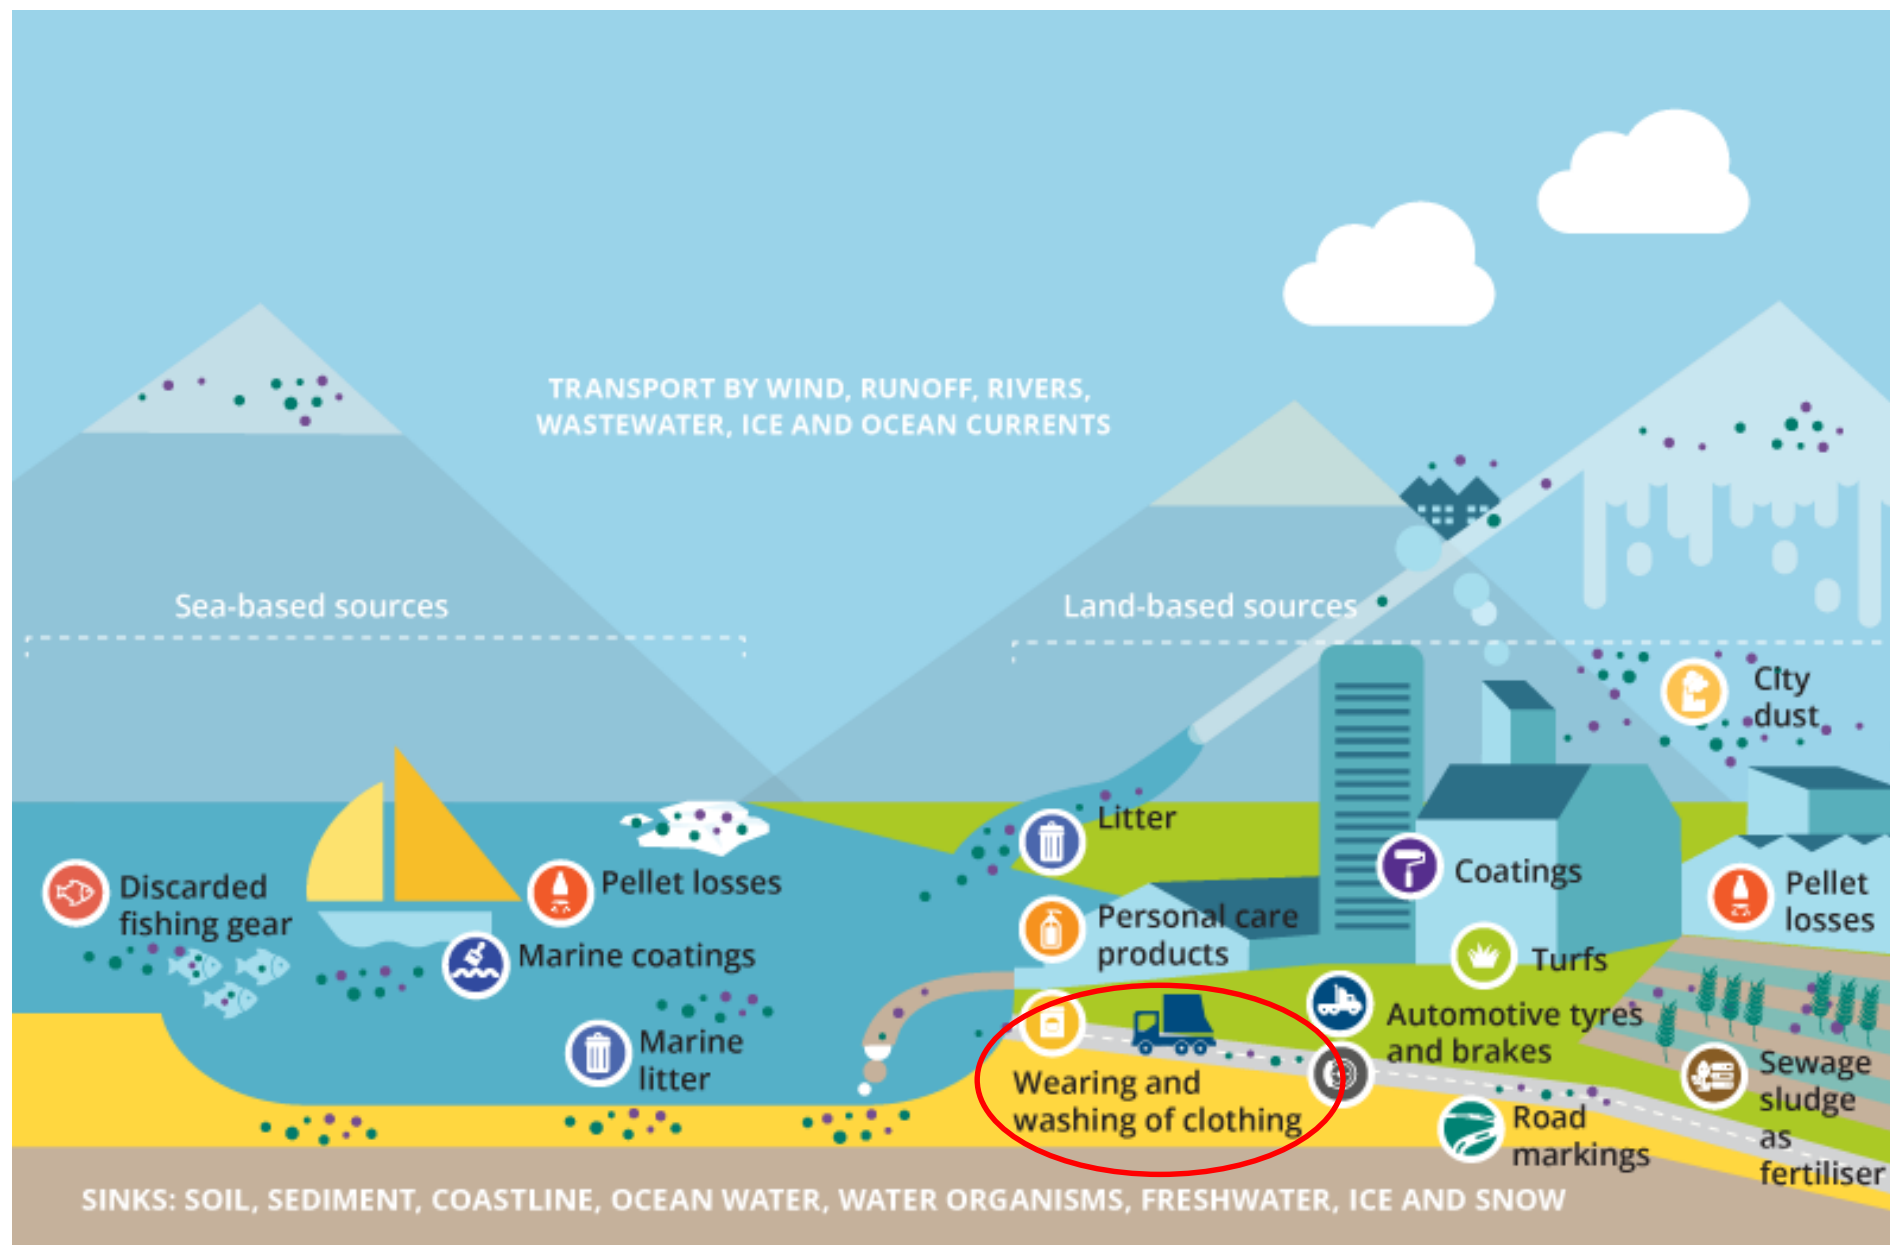 TRANSPORT BY WIND, RUNOFF, RIVERS,
WASTEWATER, ICE AND OCEAN CURRENTS
Sea-based sources
Land-based sources
City
dust
Litter
Discarded
fishing gear
Pellet losses
Marine coatings
Marine
litter
Personal care
products
Coatings
Turfs
Pellet
losses
Automotive tyres
and brakes
Wearing and
washing of clothing
Road
markings
Sewage
sludge
as
fertiliser
SINKS: SOIL, SEDIMENT, COASTLINE, OCEAN WATER, WATER ORGANISMS, FRESHWATER, ICE AND SNOW